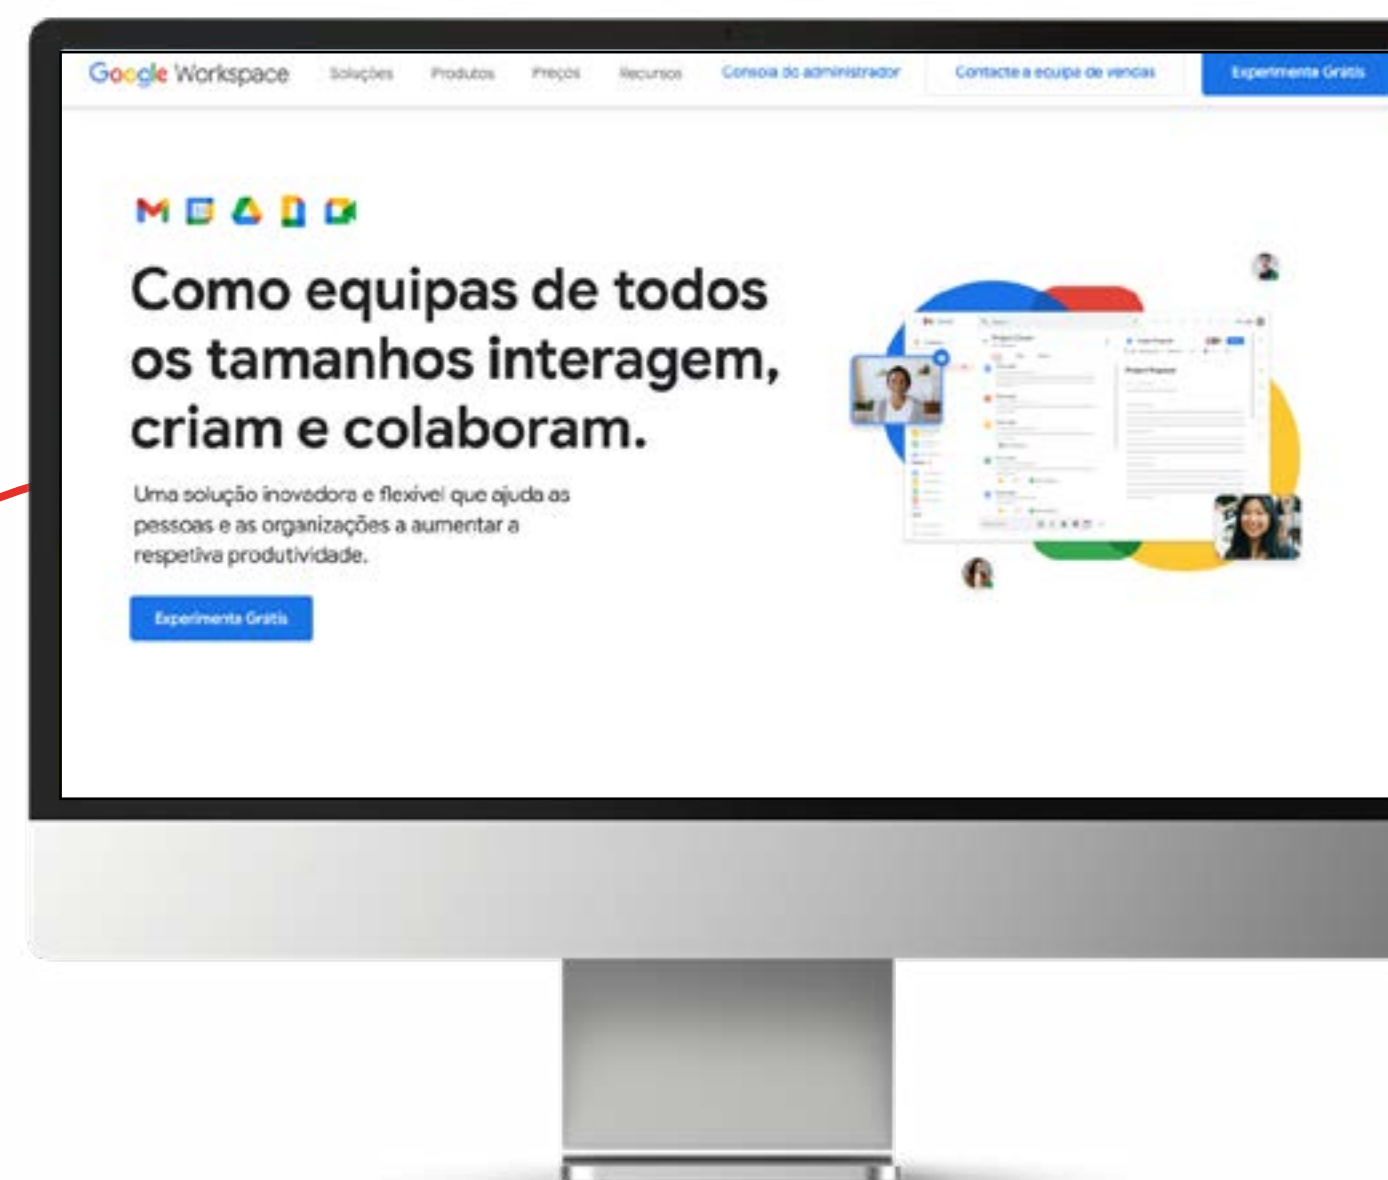 Google Workspace Soluções Produtos Preços Recursos Consola do administrador Contacte a equipa de vendas Experimente Grátis
Como equipas de todos
os tamanhos interagem,
criam e colaboram.
Uma solução inovadora e flexível que ajuda as
pessoas e as organizações a aumentar a
respetiva produtividade.
Experimente Grátis